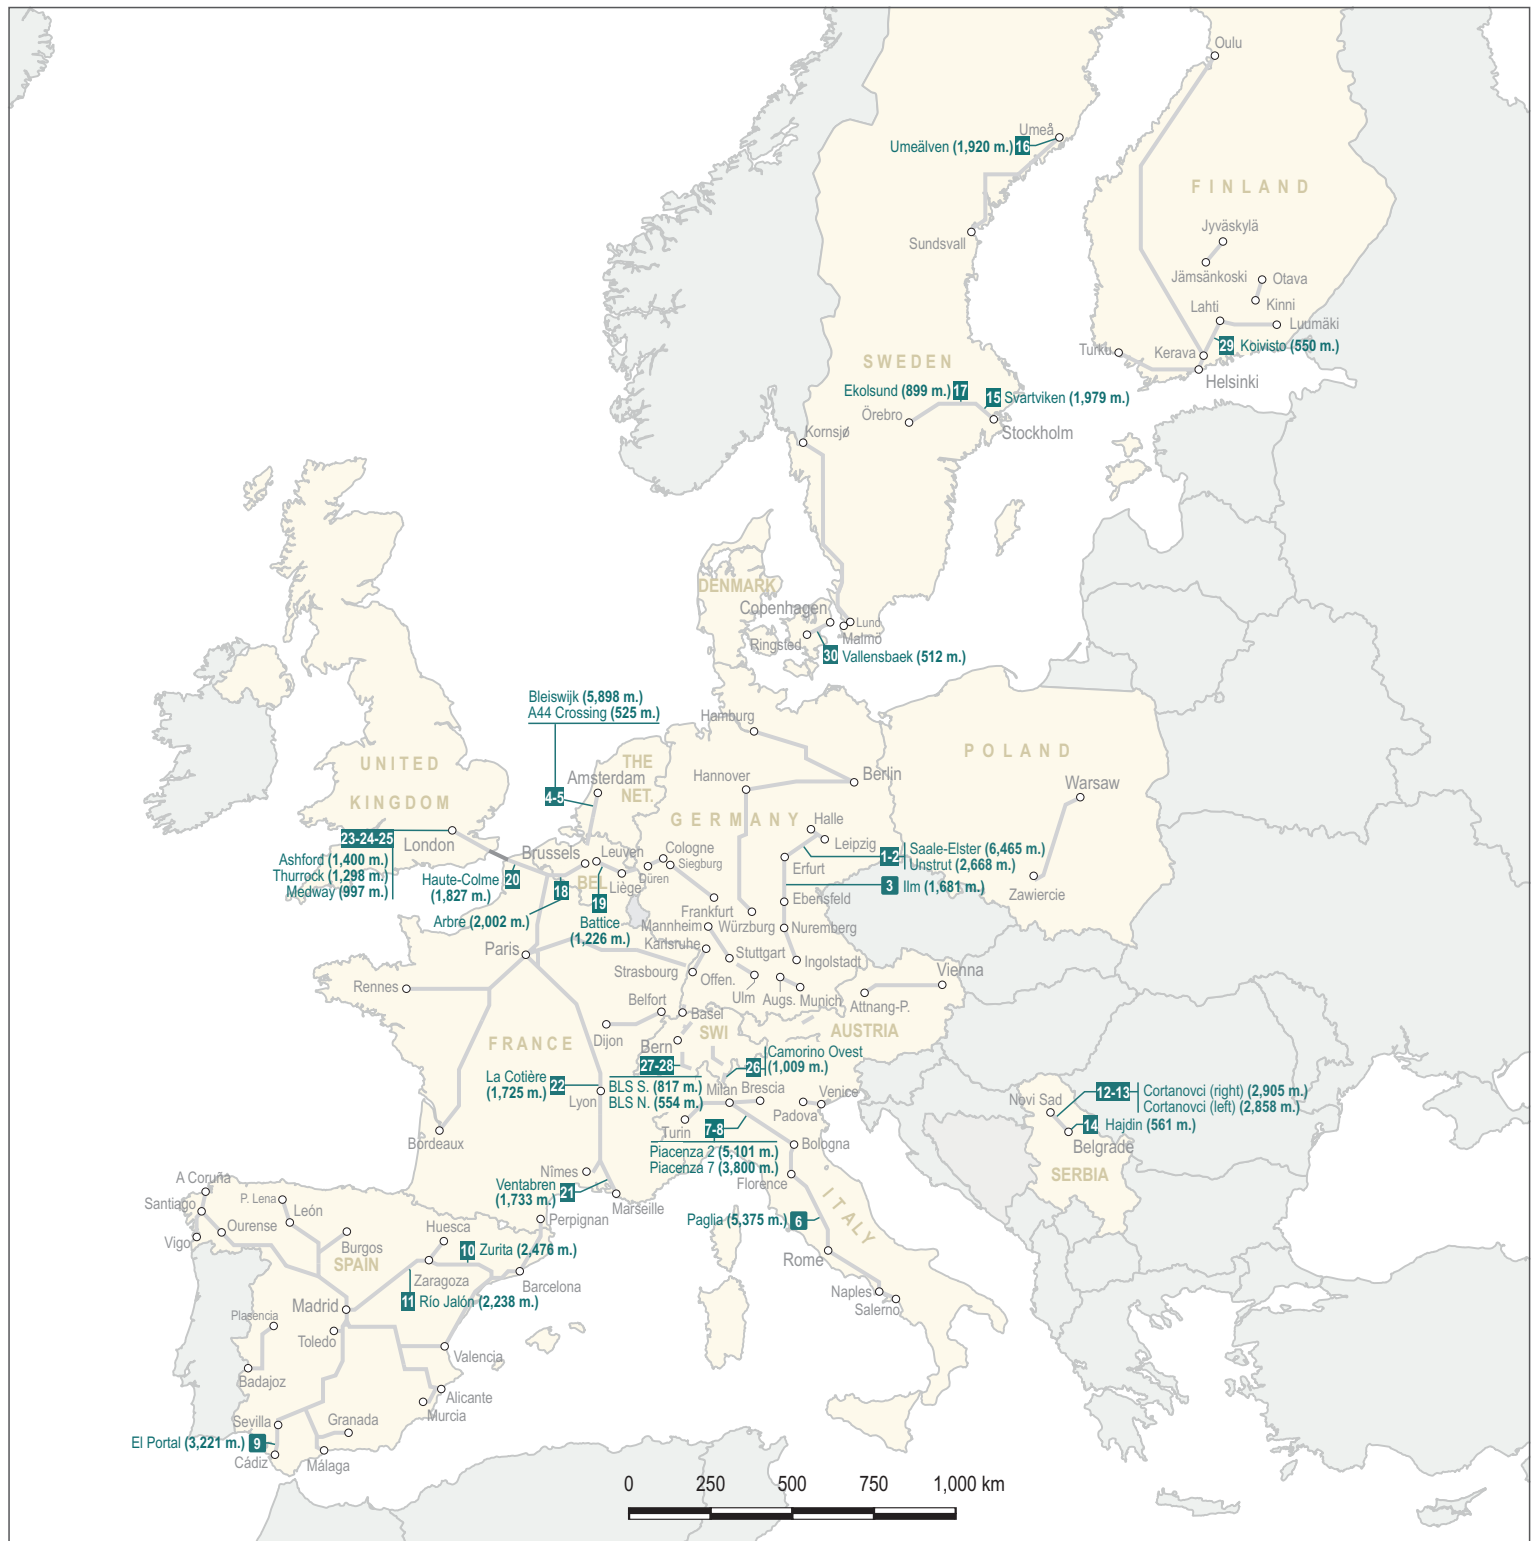 Oulu
Umeå
Umeälven (1,920 m.) 16
FINLAND
Jyväskylä
Sundsvall
Jämsänkoski
Otava
Kinni
Lahti
Luumäki
29 Koivisto (550 m.)
Turku
Kerava
Helsinki
SWEDEN
Ekolsund (899 m.) 17
15 Svartviken (1,979 m.)
Örebro
Stockholm
Kornsjø
DENMARK
Copenhagen
Lund
Malmö
Ringsted
30 Vallensbaek (512 m.)
Bleiswijk (5,898 m.)
A44 Crossing (525 m.)
Hamburg
UNITED
KINGDOM
THE
NET.
Amsterdam
4-5
Hannover
Berlin
POLAND
Warsaw
GERMANY
Halle
Leipzig
23-24-25
London
Ashford (1,400 m.)
Thurrock (1,298 m.)
Medway (997 m.)
Brussels
Leuven
Cologne
Siegburg
Düren
Liège
BEL.
1-2
Saale-Elster (6,465 m.)
Unstrut (2,668 m.)
Erfurt
3 Ilm (1,681 m.)
Zawiercie
Haute-Colme
(1,827 m.)
20
18
19
Arbre (2,002 m.)
Battice
(1,226 m.)
Ebensfeld
Frankfurt
Mannheim
Würzburg
Nuremberg
Karlsruhe
Paris
Stuttgart
Ingolstadt
Strasbourg
Offen.
Ulm
Augs.
Munich
Vienna
Attnang-P.
Rennes
Belfort
Basel
Dijon
Bern
SWI
AUSTRIA
FRANCE
27-28
BLS S. (817 m.)
BLS N. (554 m.)
26
Camorino Ovest
(1,009 m.)
La Cotière
(1,725 m.)
22
Lyon
Milan
Brescia
Venice
Padova
Turin
7-8
Piacenza 2 (5,101 m.)
Piacenza 7 (3,800 m.)
Bologna
Florence
Novi Sad
12-13
Cortanovci (right) (2,905 m.)
Cortanovci (left) (2,858 m.)
14 Hajdin (561 m.)
Belgrade
SERBIA
Bordeaux
Nîmes
Ventabren
(1,733 m.)
21
Marseille
A Coruña
Santiago
P. Lena
León
Ourense
Vigo
Burgos
SPAIN
Huesca
Perpignan
10 Zurita (2,476 m.)
Zaragoza
Barcelona
11 Río Jalón (2,238 m.)
Paglia (5,375 m.) 6
ITALY
Rome
Naples
Salerno
Madrid
Plasencia
Toledo
Valencia
Badajoz
Alicante
Murcia
Sevilla
Granada
El Portal (3,221 m.) 9
Cádiz
Málaga
0 250 500 750 1,000 km